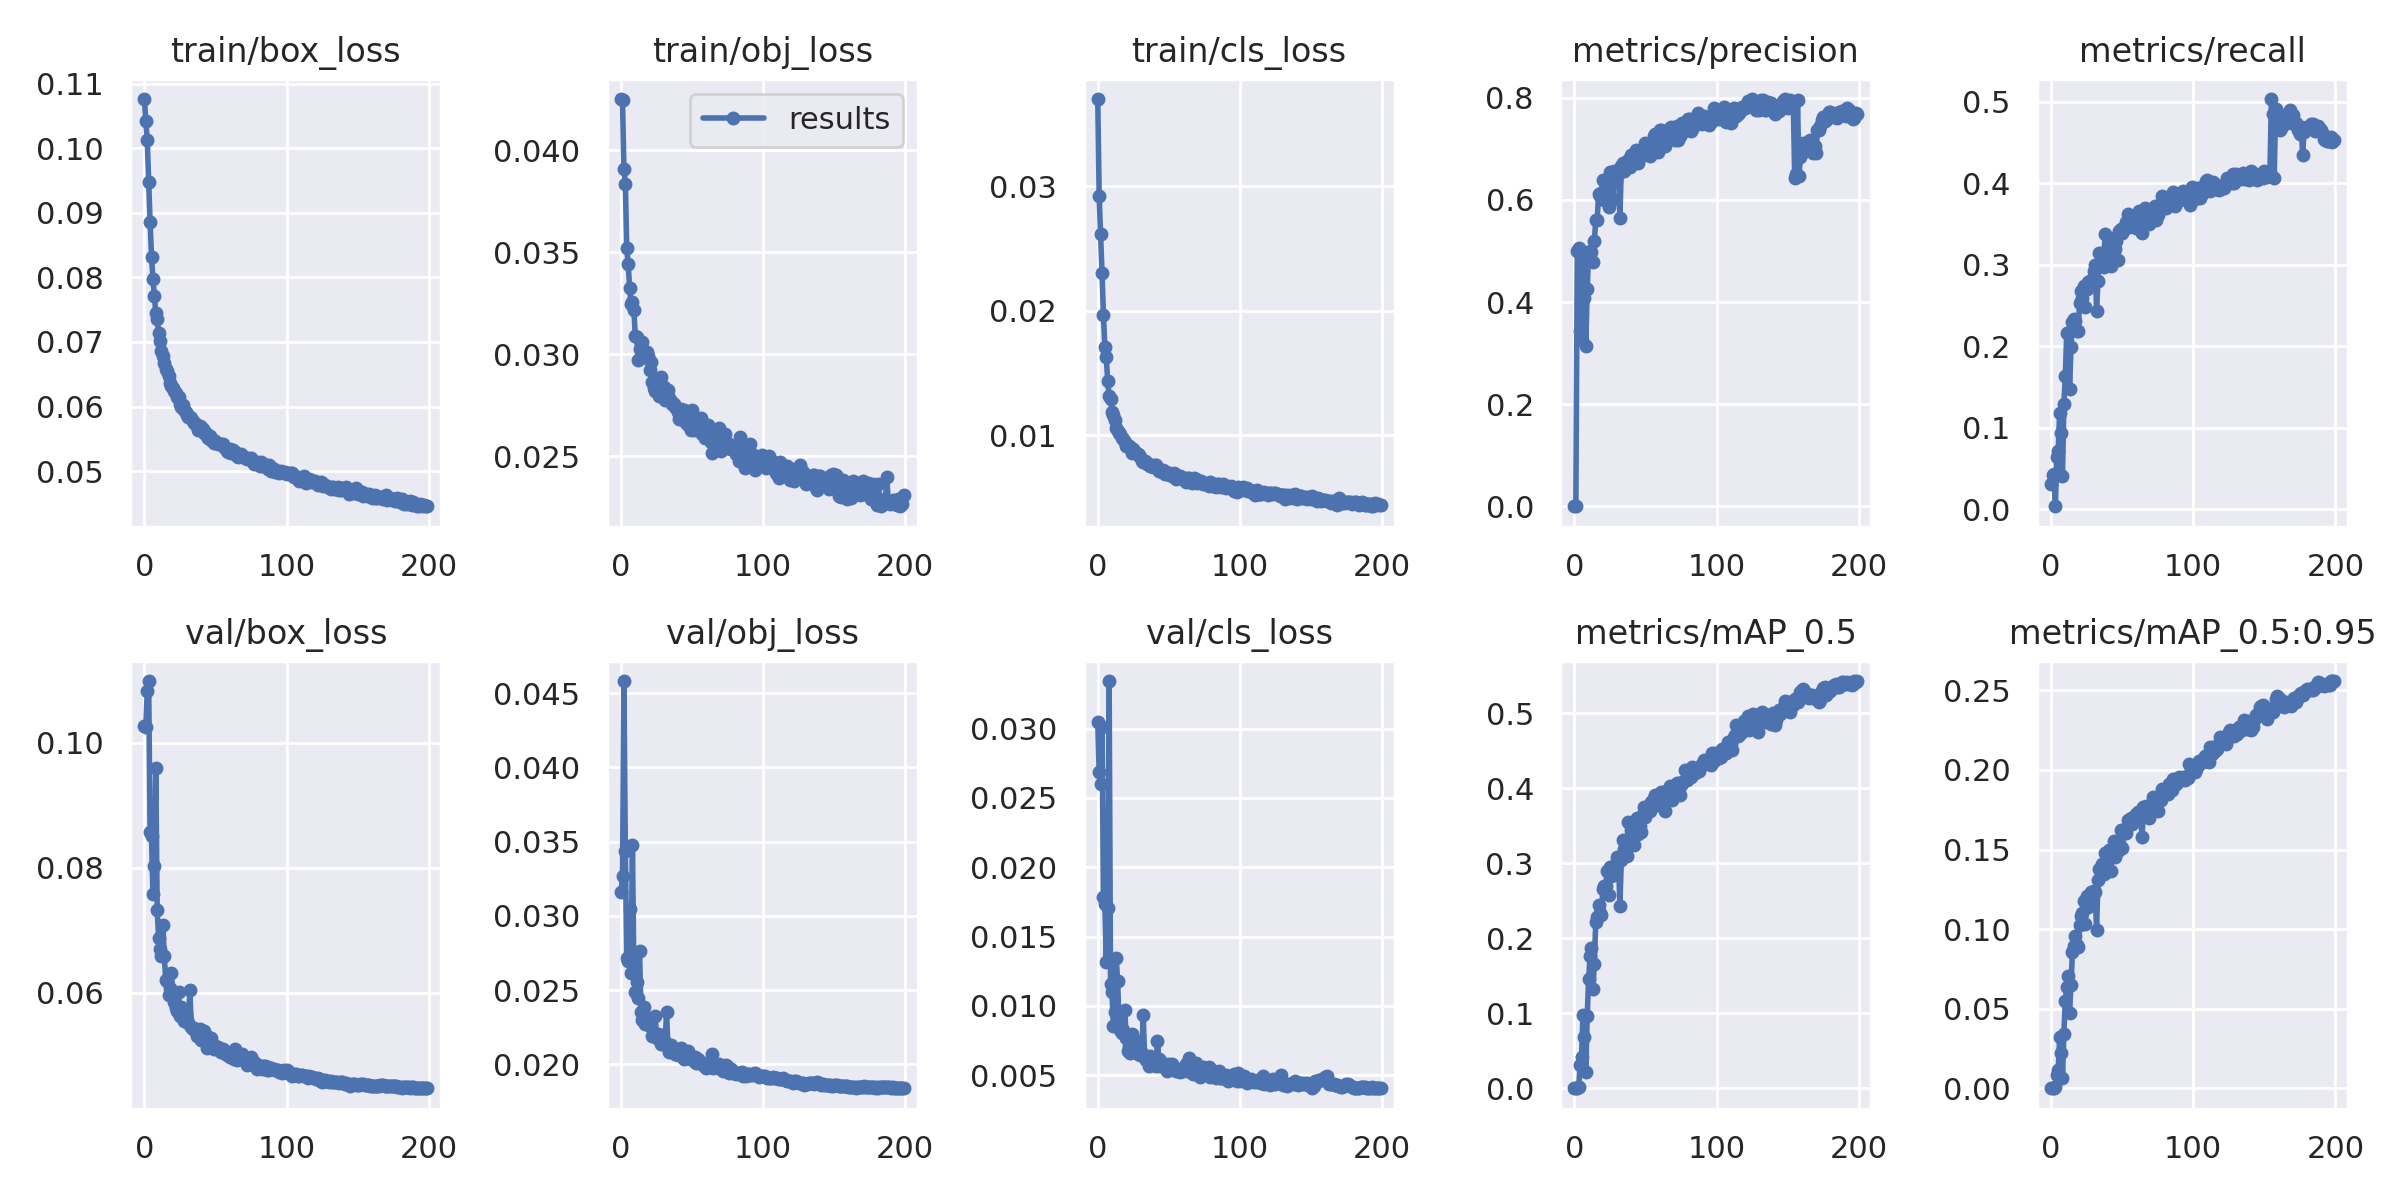 train/box_loss
0.11
0.10
0.09
0.08
0.07
0.06
0.05
0 100 200
train/obj_loss
results
0.040
0.035
0.030
0.025
0 100 200
train/cls_loss
0.03
0.02
0.01
0 100 200
metrics/precision
0.8
0.6
0.4
0.2
0.0
0 100 200
metrics/recall
0.5
0.4
0.3
0.2
0.1
0.0
0 100 200
val/box_loss
0.10
0.08
0.06
0 100 200
val/obj_loss
0.045
0.040
0.035
0.030
0.025
0.020
0 100 200
val/cls_loss
0.030
0.025
0.020
0.015
0.010
0.005
0 100 200
metrics/mAP_0.5
0.5
0.4
0.3
0.2
0.1
0.0
0 100 200
metrics/mAP_0.5:0.95
0.25
0.20
0.15
0.10
0.05
0.00
0 100 200